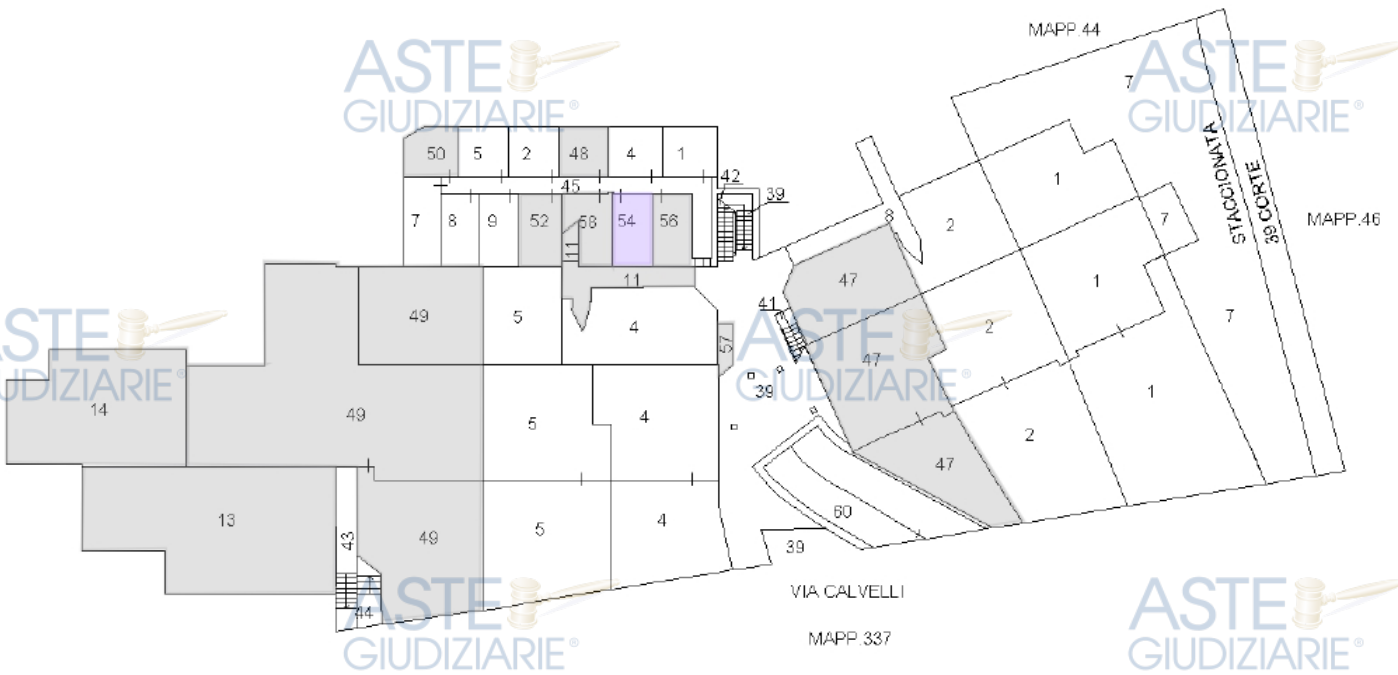 MAPP.44
ASTE
GIUDIZIARIE®
ASTE
GIUDIZIARIE®
7
STACCIONATA
39 CORTE
MAPP.46
50
5
2
48
4
1
42
39
45
7
8
9
52
11
58
54
56
8
2
1
7
11
47
1
49
5
4
41
2
7
57
47
ASTE
GIUDIZIARIE®
ASTE
GIUDIZIARIE®
14
49
5
4
39
1
2
47
13
43
49
5
4
60
39
44
VIA CALVELLI
MAPP.337
ASTE
GIUDIZIARIE®
ASTE
GIUDIZIARIE®